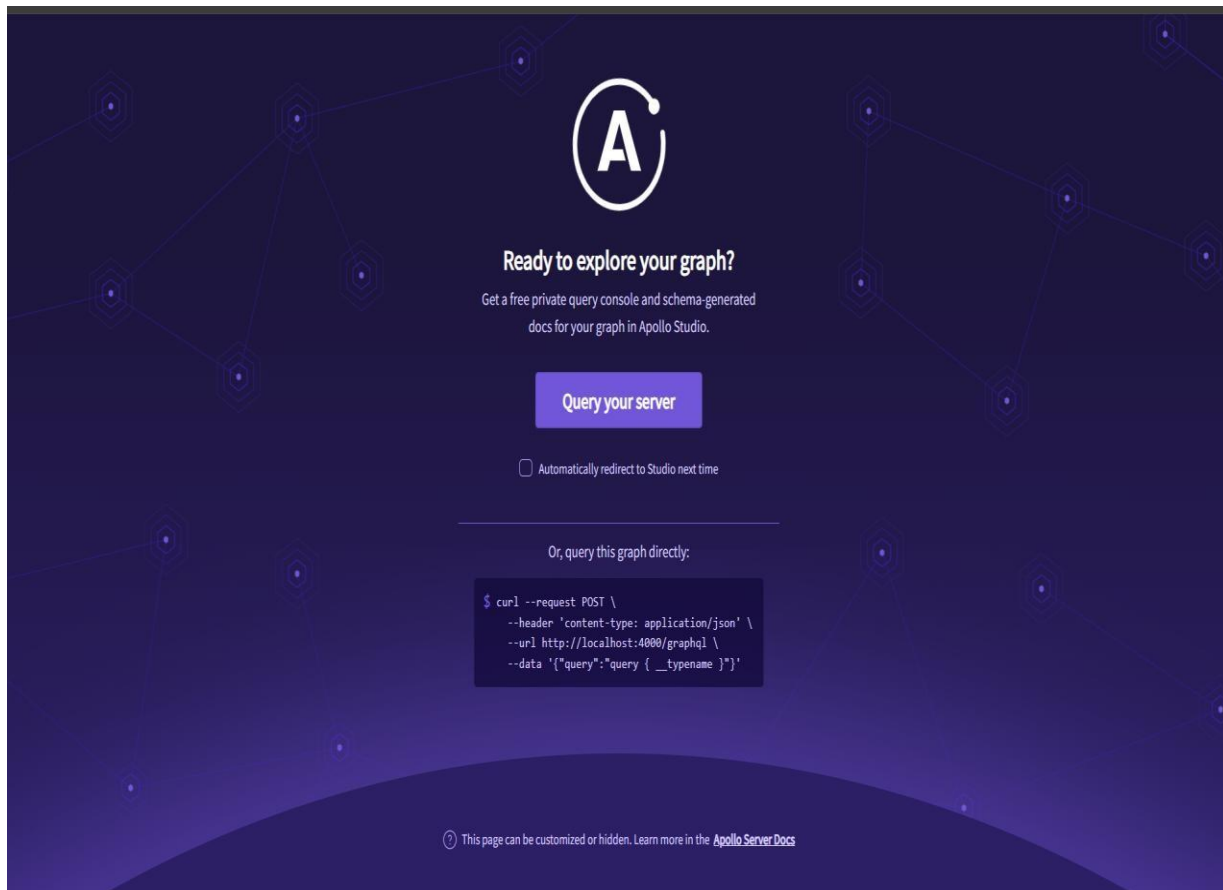 A
Ready to explore your graph?
Get a free private query console and schema-generated
docs for your graph in Apollo Studio.
Query your server
Automatically redirect to Studio next time
Or, query this graph directly:
$ curl --request POST \
--header 'content-type: application/json' \
--url http://localhost:4000/graphql \
--data '{"query":"query { __typename }"}'
? This page can be customized or hidden. Learn more in the Apollo Server Docs